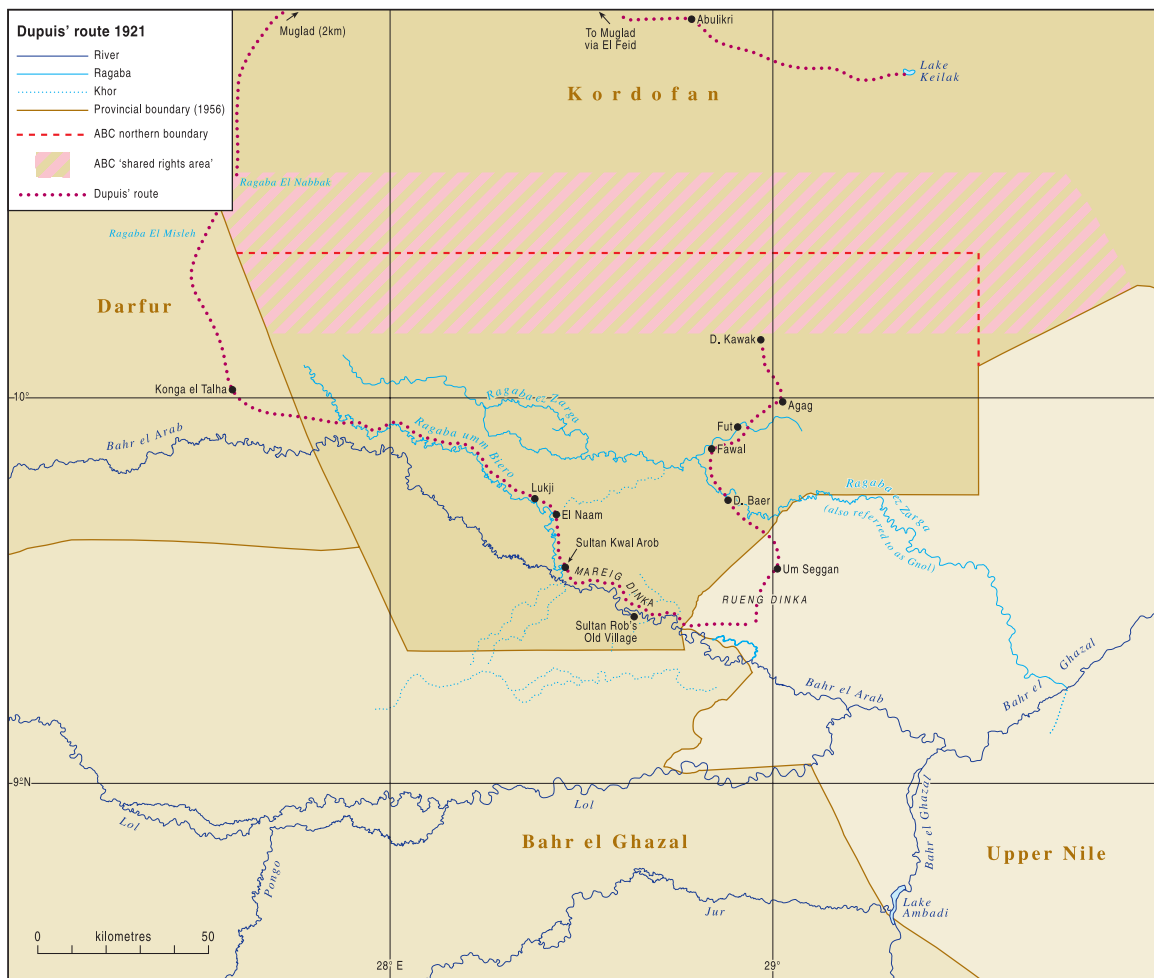 Dupuis' route 1921
River
Ragaba
Khor
Provincial boundary (1956)
ABC northern boundary
ABC 'shared rights area'
Dupuis' route
Muglad (2km)
To Muglad
via El Feid
Abulikri
Lake
Keilak
Kordofan
Ragaba El Nabbak
Ragaba El Misleh
Darfur
D. Kawak
Konga el Talha
10°
Agag
Ragaba ez Zarga
Fut
Bahr el Arab
Ragaba umm Biero
Fawal
Lukji
D. Baer
Ragaba ez Zarga
(also referred to as Gnol)
El Naam
Sultan Kwal Arob
Um Seggan
MAREIG DINKA
RUENG DINKA
Sultan Rob's
Old Village
Bahr el Arab
Bahr el Ghazal
9°N
Lol
Lol
Bahr el Ghazal
Bahr el Ghazal
Upper Nile
Pongo
Jur
Lake
Ambadi
0 kilometres 50
28° E
29°